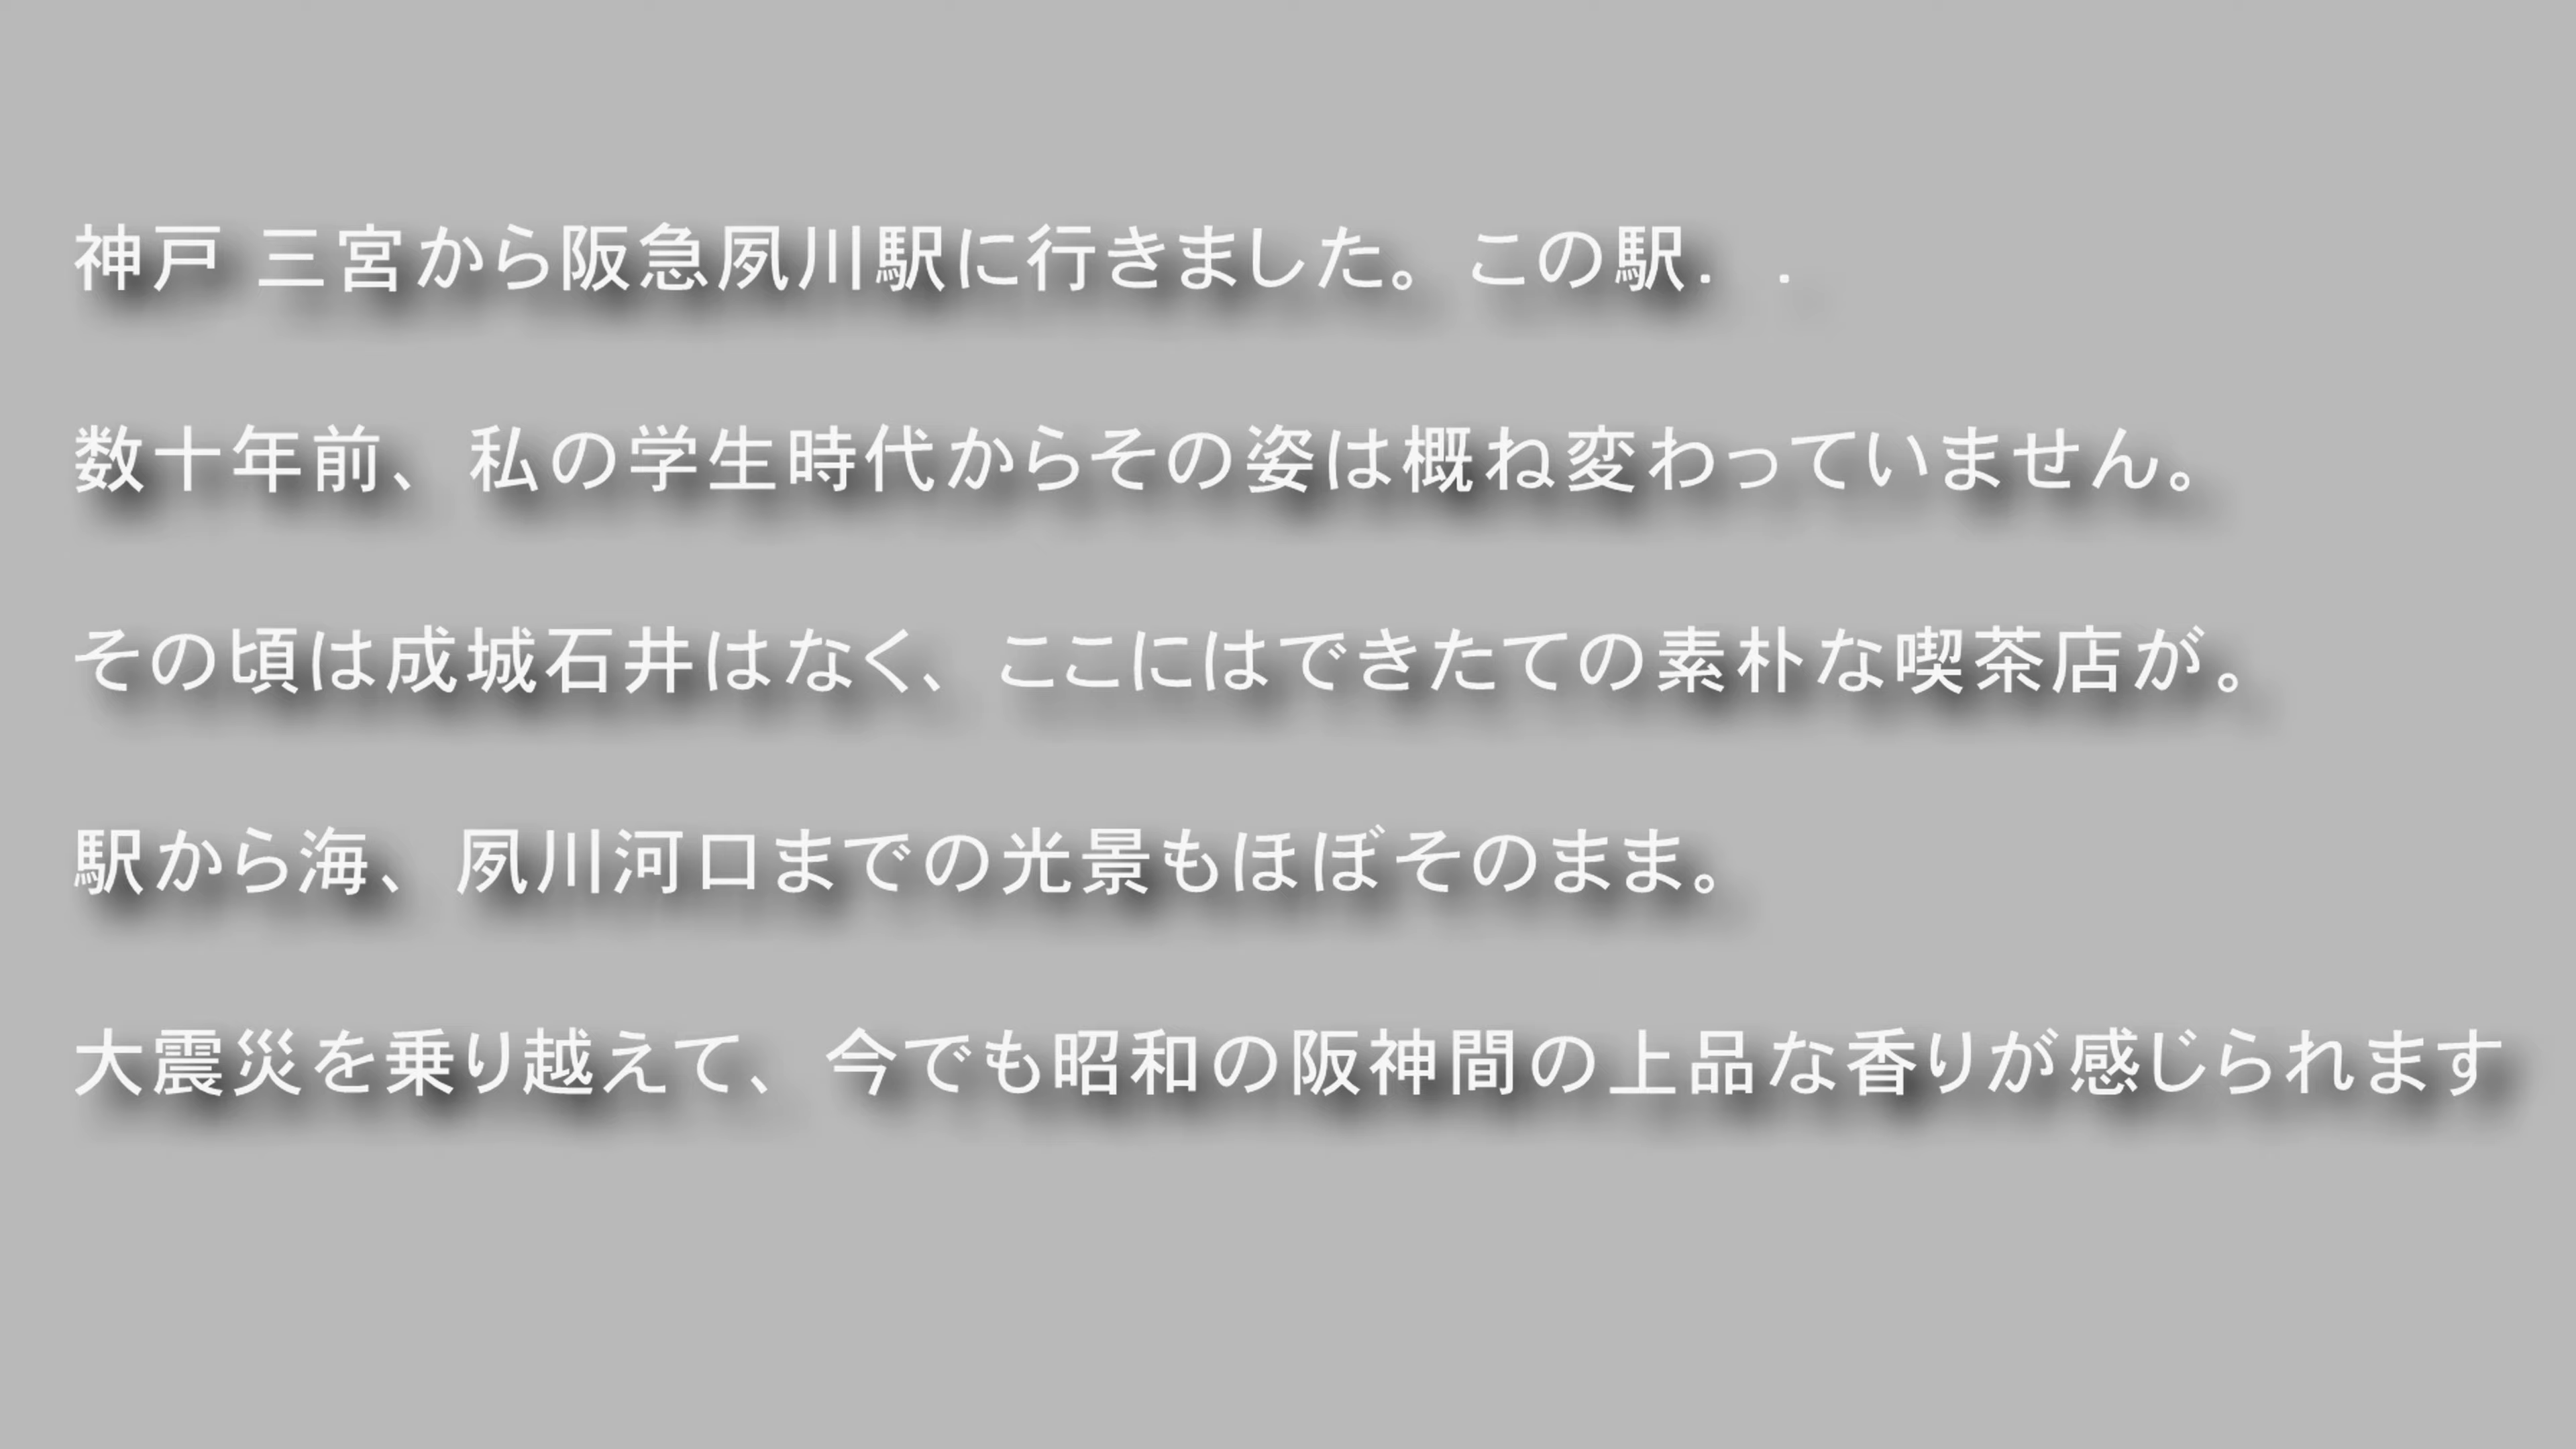 神戸 三宮から阪急夙川駅に行きました。この駅. .
数十年前、私の学生時代からその姿は概ね変わっていません。
その頃は成城石井はなく、ここにはできたての素朴な喫茶店が。
駅から海、夙川河口までの光景もほぼそのまま。
大震災を乗り越えて、今でも昭和の阪神間の上品な香りが感じられます